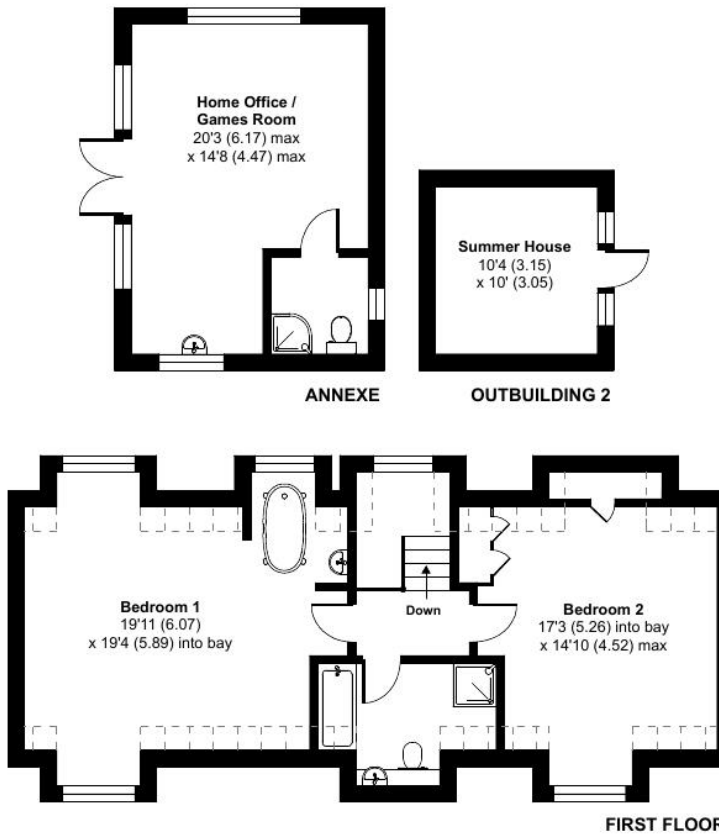 Home Office /
Games Room
20'3 (6.17) max
x 14'8 (4.47) max
Summer House
10'4 (3.15)
x 10' (3.05)
ANNEXE
OUTBUILDING 2
Bedroom 1
19'11 (6.07)
x 19'4 (5.89) into bay
Down
Bedroom 2
17'3 (5.26) into bay
x 14'10 (4.52) max
FIRST FLOOR